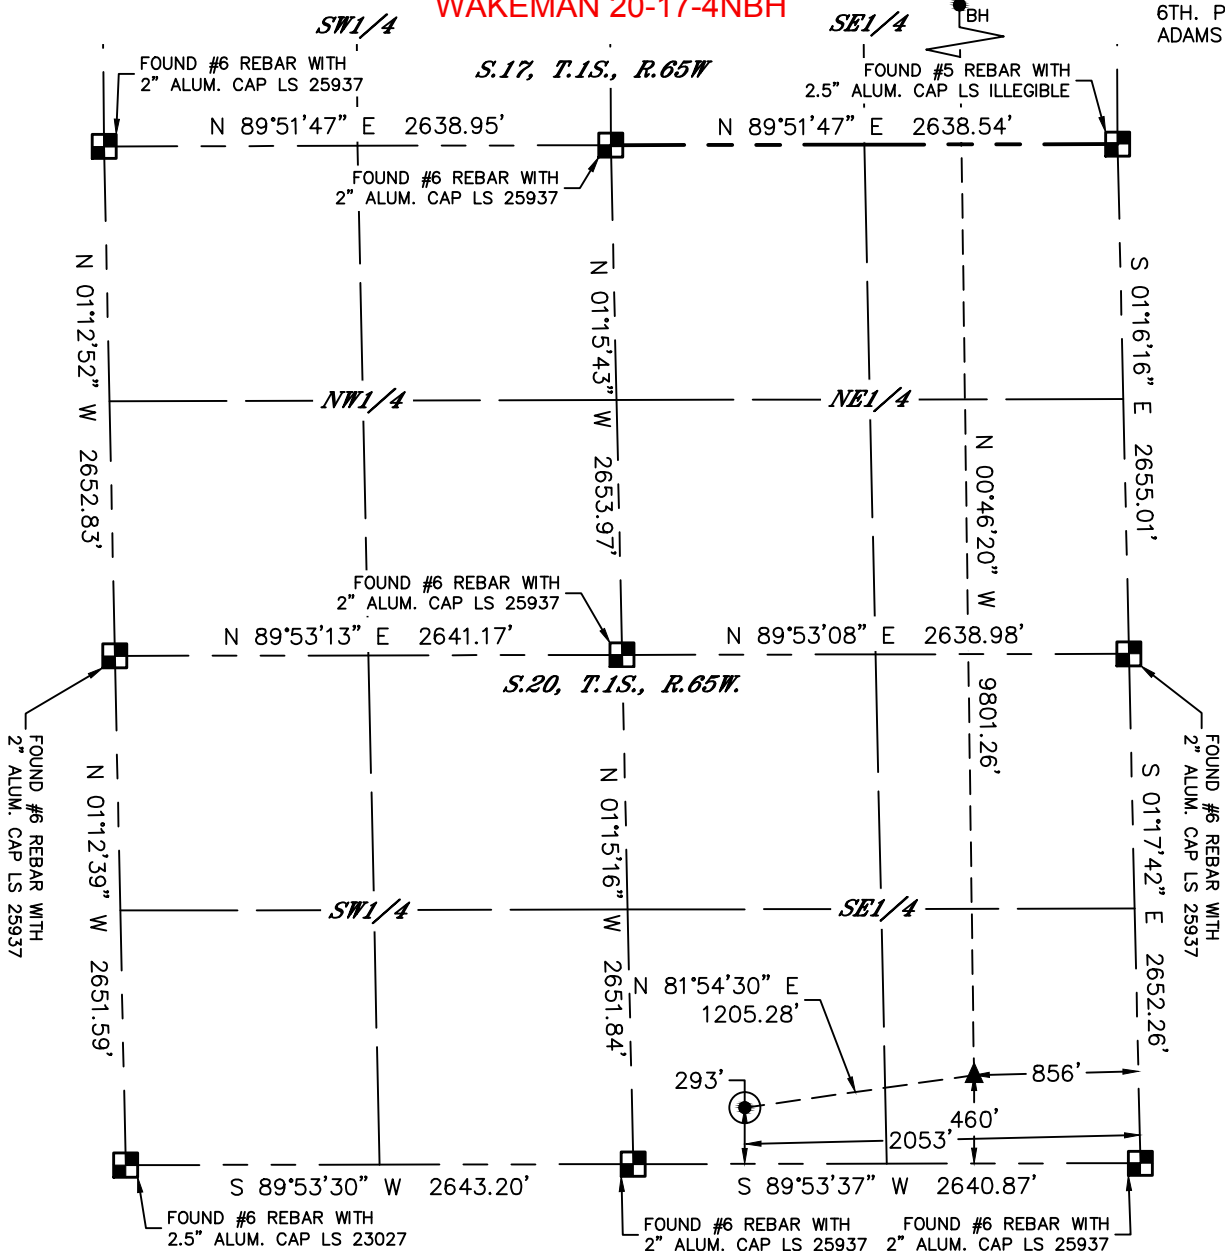 WAKEMAN 20-17-4NBH
SW1/4
SE1/4
BH
6TH. P
ADAMS
FOUND #6 REBAR WITH
2" ALUM. CAP LS 25937
S.17, T.1S., R.65W
FOUND #5 REBAR WITH
2.5" ALUM. CAP LS ILLEGIBLE
N 89°51'47" E 2638.95'
N 89°51'47" E 2638.54'
FOUND #6 REBAR WITH
2" ALUM. CAP LS 25937
N 01°12'52" W 2652.83'
N 01°15'43" W 2653.97'
S 01°16'16" E 2655.01'
NW1/4
NE1/4
N 00°46'20" W 9801.26'
FOUND #6 REBAR WITH
2" ALUM. CAP LS 25937
N 89°53'13" E 2641.17'
N 89°53'08" E 2638.98'
S.20, T.1S., R.65W.
FOUND #6 REBAR WITH
2" ALUM. CAP LS 25937
FOUND #6 REBAR WITH
2" ALUM. CAP LS 25937
N 01°12'39" W 2651.59'
N 01°15'16" W 2651.84'
S 01°17'42" E 2652.26'
SW1/4
SE1/4
N 81°54'30" E
1205.28'
293'
856'
460'
2053'
S 89°53'30" W 2643.20'
S 89°53'37" W 2640.87'
FOUND #6 REBAR WITH
2.5" ALUM. CAP LS 23027
FOUND #6 REBAR WITH
2" ALUM. CAP LS 25937
FOUND #6 REBAR WITH
2" ALUM. CAP LS 25937